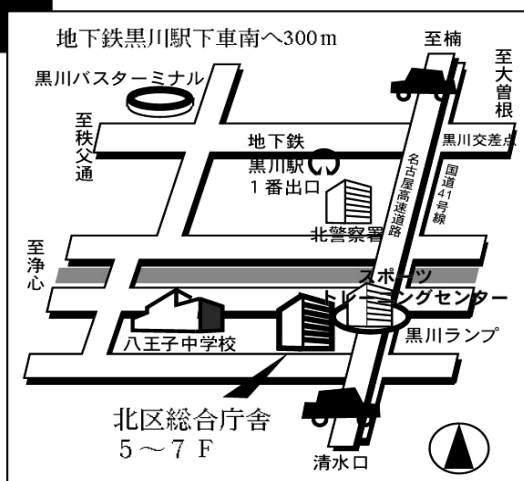 地下鉄黒川駅下車南へ300m
至楠
至大曽根
黒川バスターミナル
至秩父通
地下鉄
黒川駅
1番出口
黒川交差点
名古屋高速道路
国道41号線
北警察署
至浄心
スポーツ
トレーニングセンター
八王子中学校
黒川ランプ
北区総合庁舎
5～7F
清水口